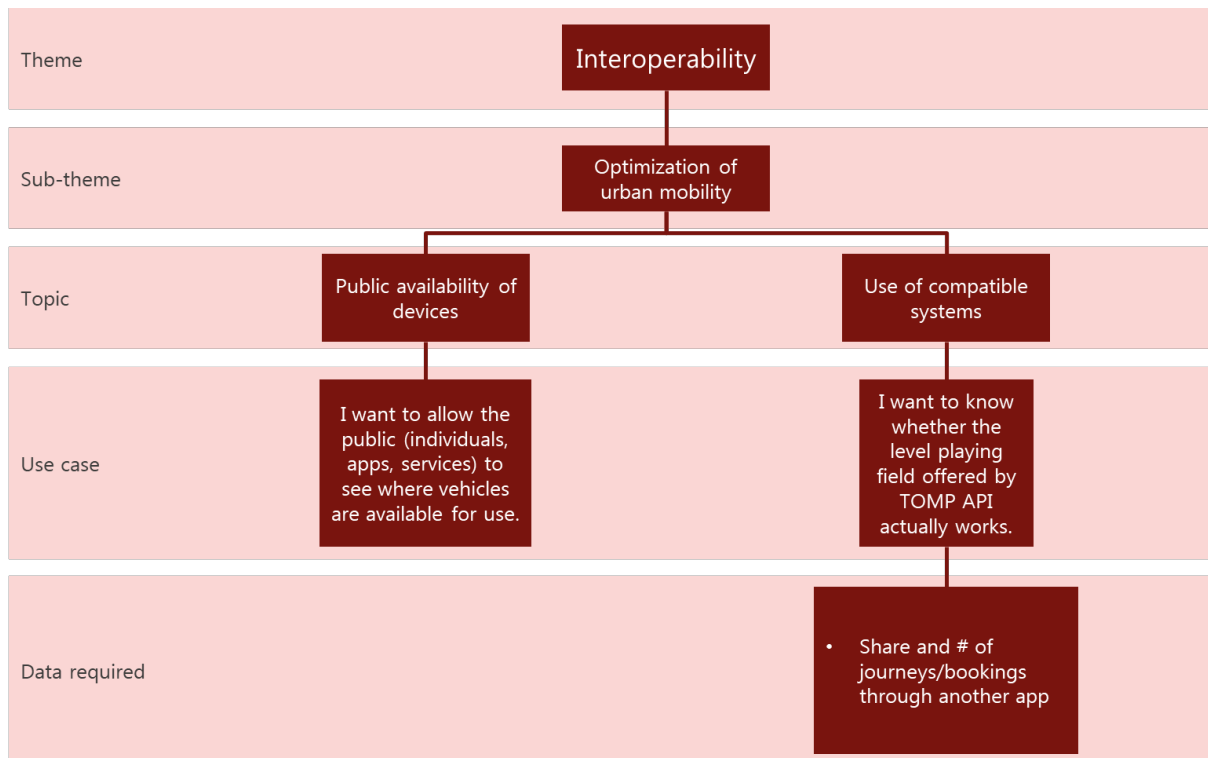 Theme
Interoperability
Sub-theme
Optimization of
urban mobility
Topic
Public availability of
devices
Use of compatible
systems
Use case
I want to allow the
public (individuals,
apps, services) to
see where vehicles
are available for use.
I want to know
whether the
level playing
field offered by
TOMP API
actually works.
Data required
• Share and # of
journeys/bookings
through another app